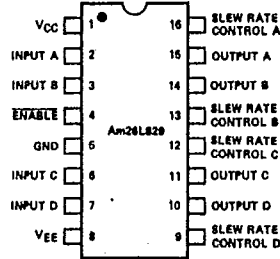 VCC 1 16 SLEW RATE
CONTROL A
INPUT A 2 15 OUTPUT A
INPUT B 3 14 OUTPUT B
ENABLE 4 13 SLEW RATE
CONTROL B
Am26LS29
GND 5 12 SLEW RATE
CONTROL C
INPUT C 6 11 OUTPUT C
INPUT D 7 10 OUTPUT D
VEE 8 9 SLEW RATE
CONTROL D